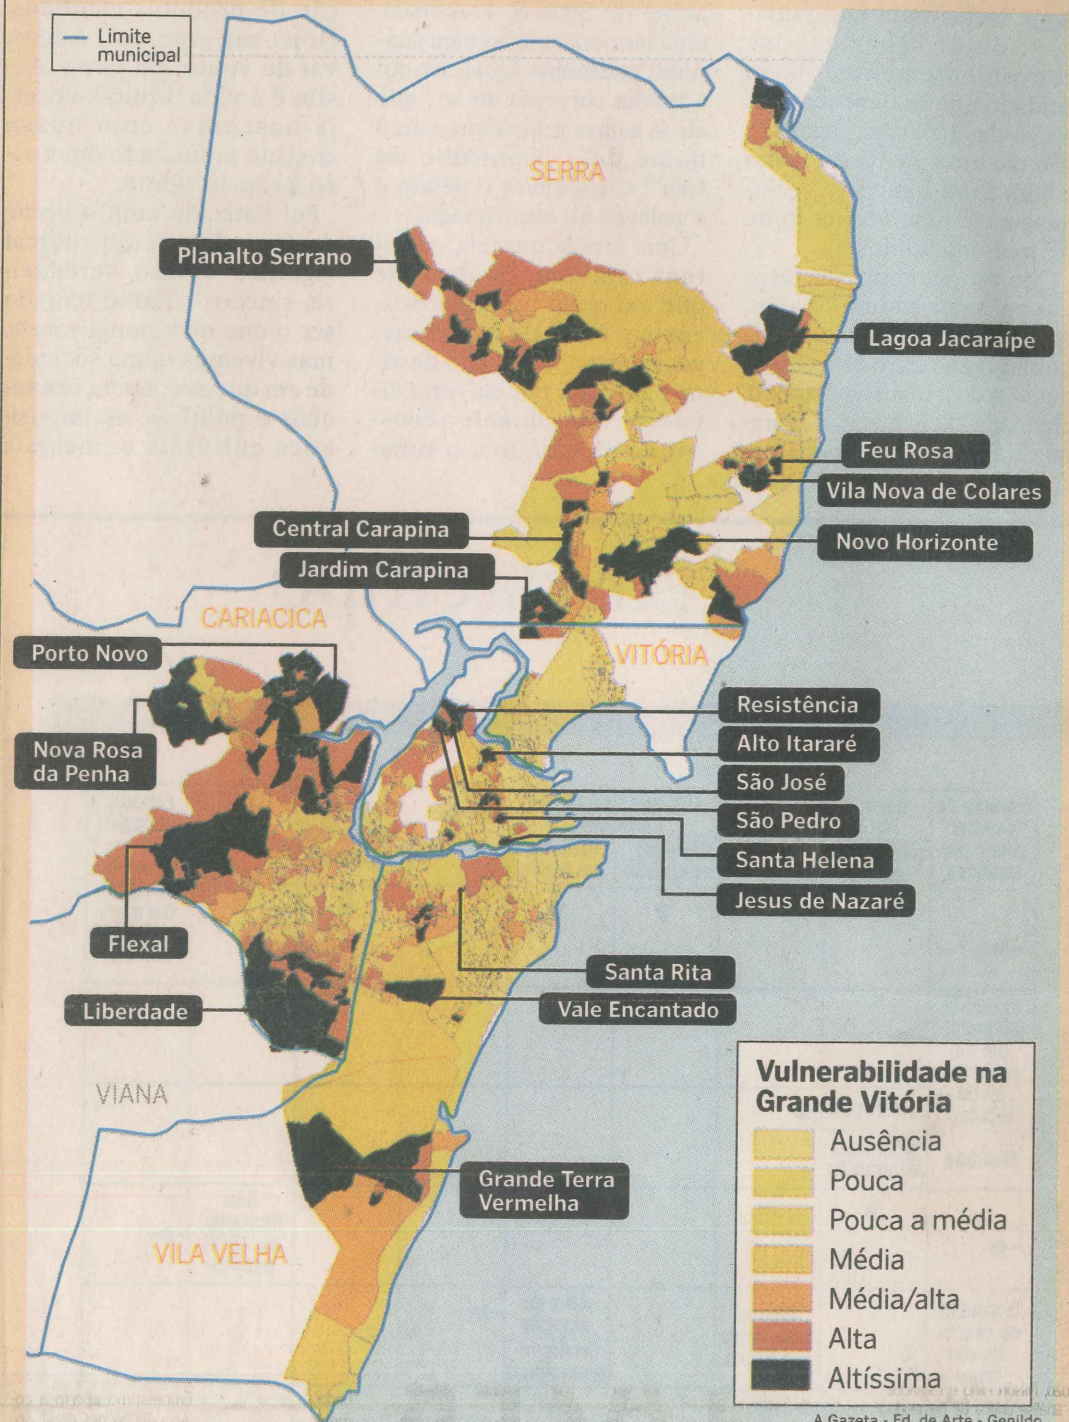 Limite
municipal
SERRA
Planalto Serrano
Lagoa Jacaraípe
Feu Rosa
Vila Nova de Colares
Central Carapina
Novo Horizonte
Jardim Carapina
CARIACICA
VITÓRIA
Porto Novo
Nova Rosa
da Penha
Resistência
Alto Itararé
São José
São Pedro
Santa Helena
Jesus de Nazaré
Flexal
Santa Rita
Liberdade
Vale Encantado
VIANA
Grande Terra
Vermelha
VILA VELHA
Vulnerabilidade na
Grande Vitória
Ausência
Pouca
Pouca a média
Média
Média/alta
Alta
Altíssima
A Gazeta - Ed. de Arte - Genildo